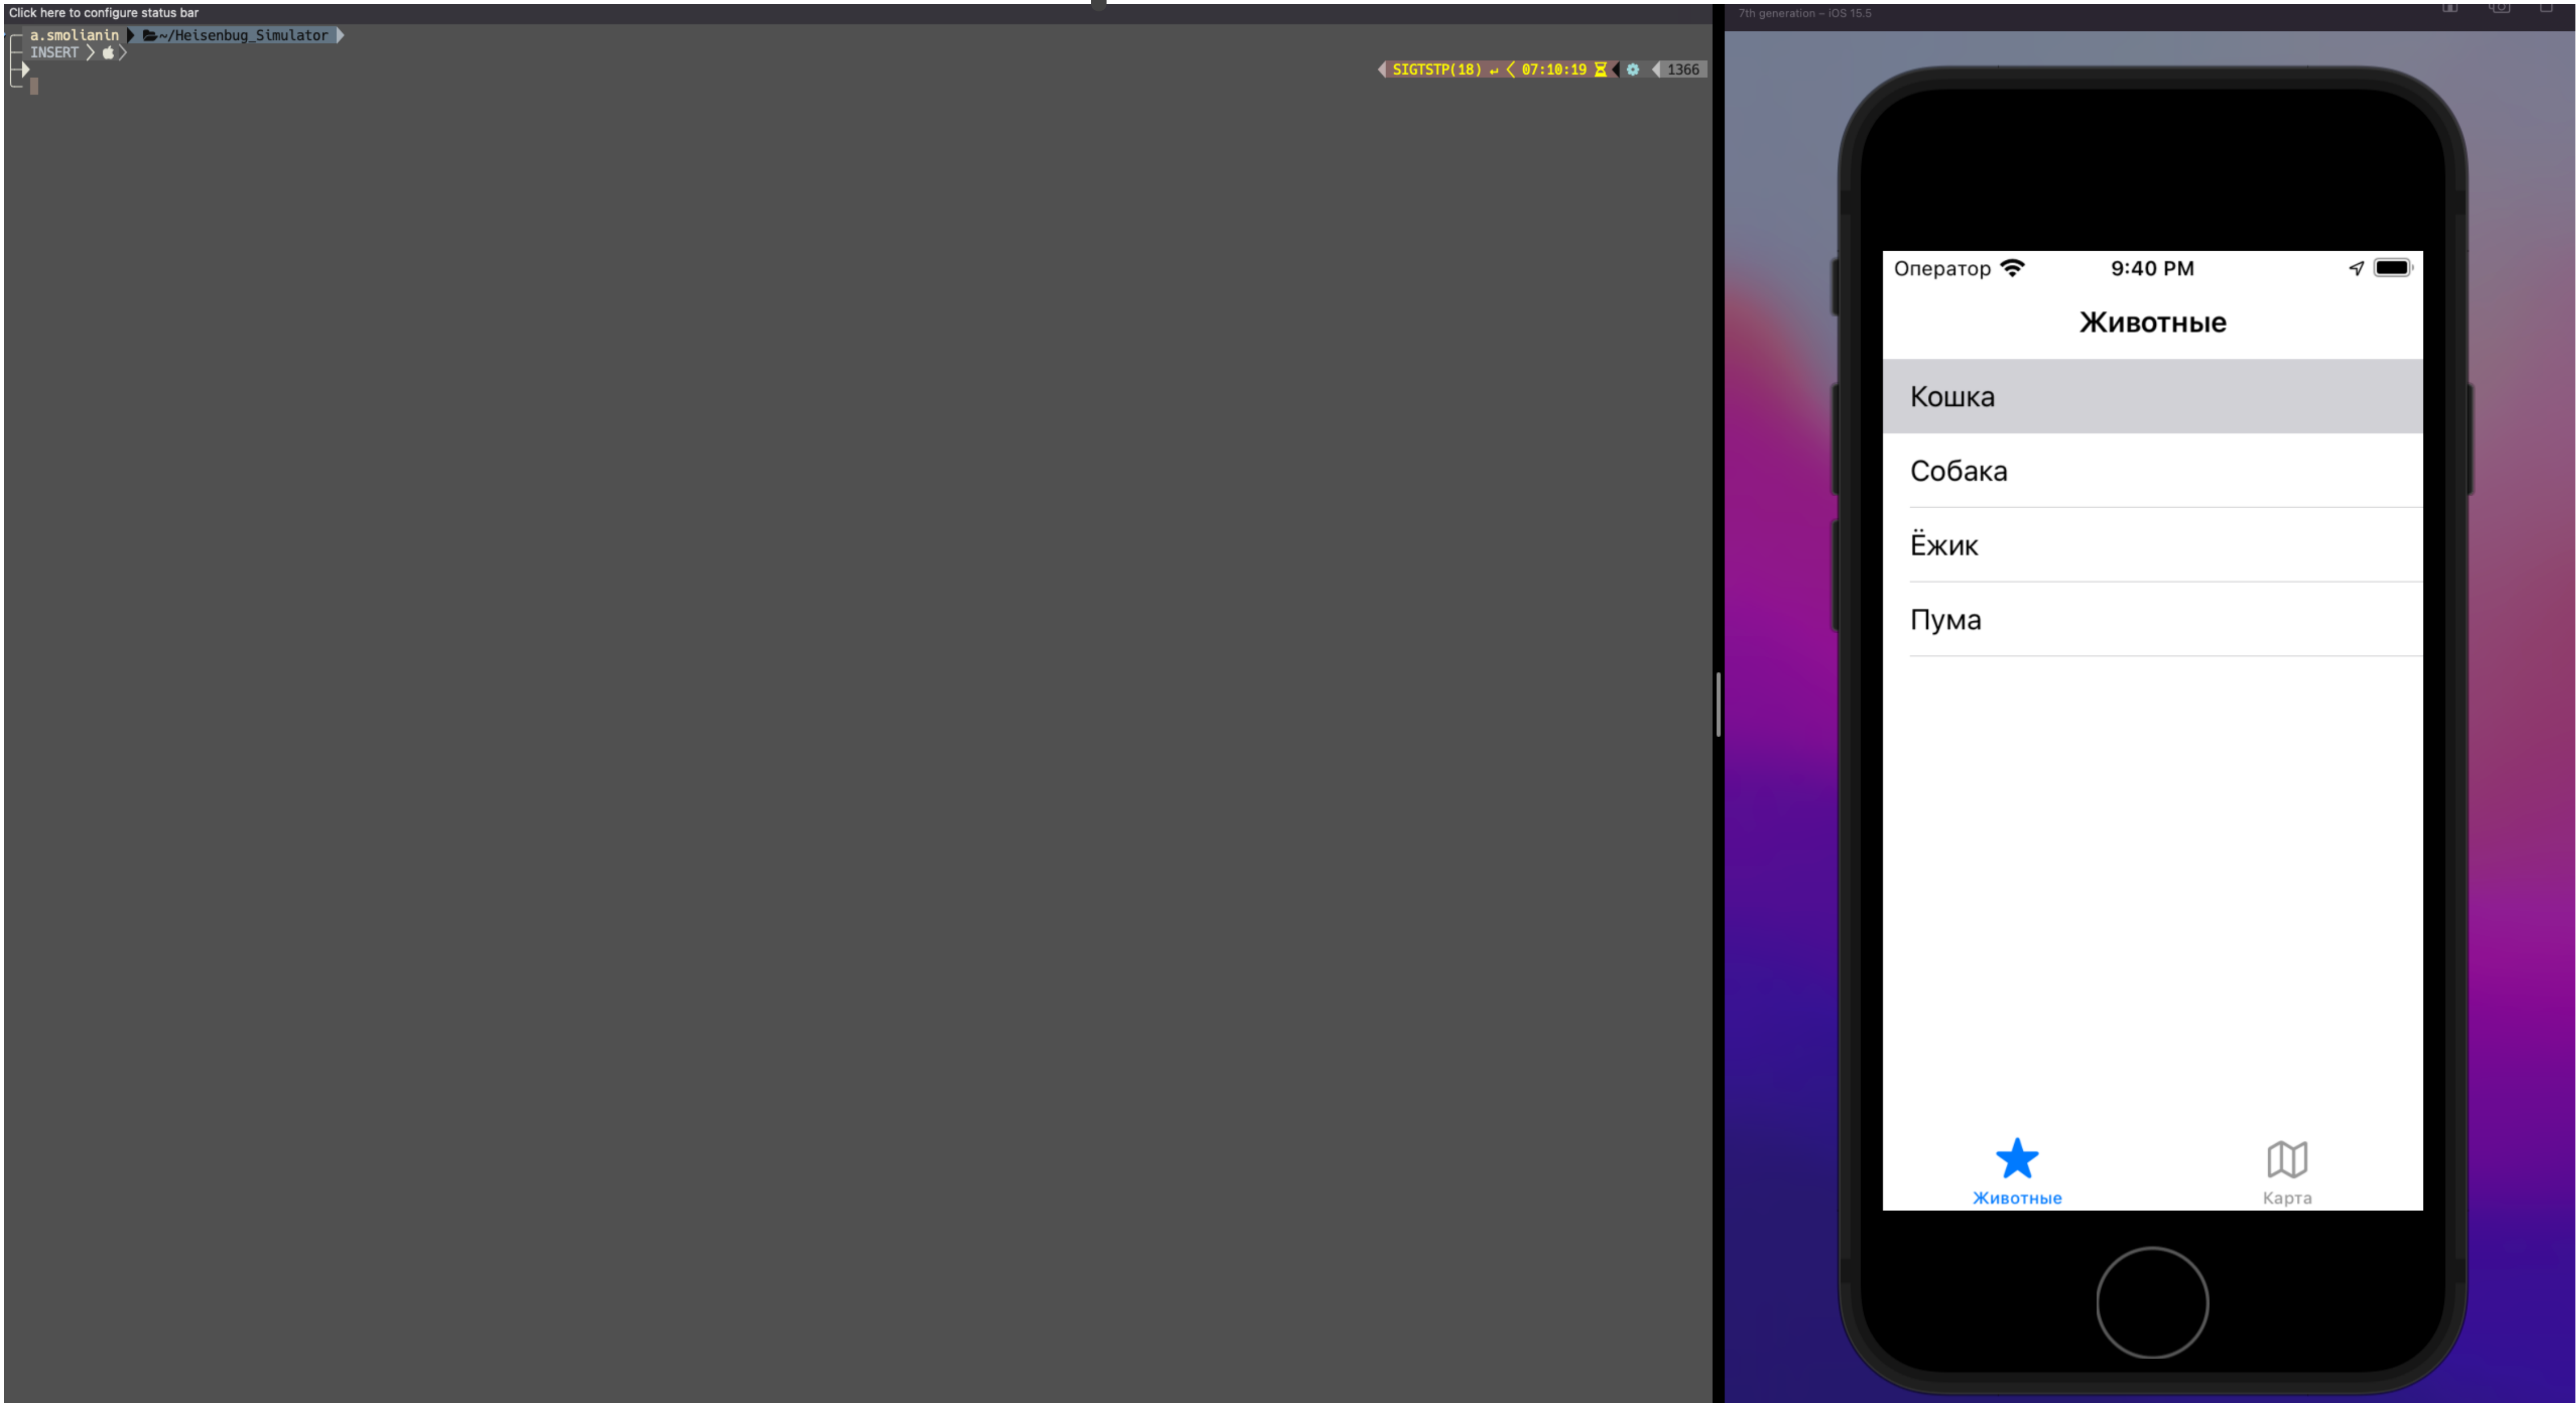 Click here to configure status bar
a.smolianin ~/Heisenbug_Simulator
INSERT
SIGTSTP(18) ↵ 07:10:19 1366
7th generation – iOS 15.5
Оператор 9:40 PM
Животные
Кошка
Собака
Ёжик
Пума
Животные
Карта